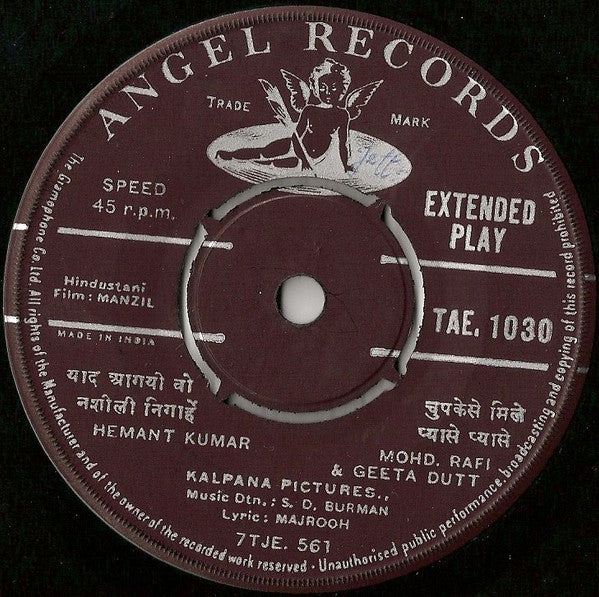 ANGEL RECORDS
TRADE
MARK
Jeff
SPEED
45 r.p.m.
EXTENDED
PLAY
Hindustani
Film : MANZIL
TAE. 1030
MADE IN INDIA
याद आगयो वो
नशीली निगाहें
HEMANT KUMAR
चुपकेसे मिले
प्यासे प्यासे
MOHD. RAFI
& GEETA DUTT
KALPANA PICTURES.,
Music Dtn.; S. D. BURMAN
Lyric: MAJROOH
7TJE. 561
The Gramophone Co. Ltd. All rights of the Manufacturer and of the owner of the recorded work reserved - Unauthorised public performance, broadcasting and copying of this record prohibited